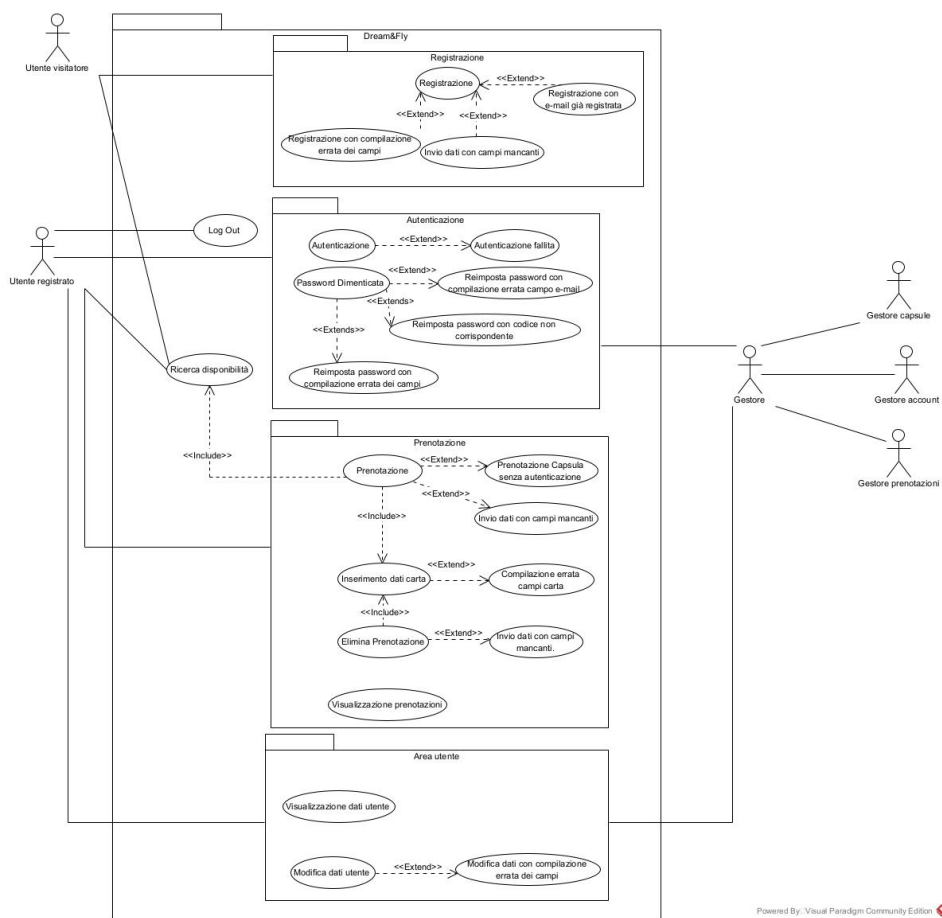 Dream&Fly
Utente visitatore
Registrazione
Registrazione
<<Extend>>
Registrazione con
e-mail già registrata
<<Extend>>
<<Extend>>
Registrazione con compilazione
errata dei campi
Invio dati con campi mancanti
Utente registrato
Log Out
Autenticazione
Autenticazione
<<Extend>>
Autenticazione fallita
Password Dimenticata
<<Extend>>
Reimposta password con
compilazione errata campo e-mail
<<Extends>
<<Extends>>
Reimposta password con codice non
corrispondente
Reimposta password con
compilazione errata dei campi
Ricerca disponibilità
<<Include>>
Gestore capsule
Gestore
Gestore account
Gestore prenotazioni
Prenotazione
Prenotazione
<<Extend>>
Prenotazione Capsula
senza autenticazione
<<Extend>>
Invio dati con campi mancanti
<<Include>>
Inserimento dati carta
<<Extend>>
Compilazione errata
campi carta
<<Include>>
Elimina Prenotazione
<<Extend>>
Invio dati con campi
mancanti.
Visualizzazione prenotazioni
Area utente
Visualizzazione dati utente
Modifica dati utente
<<Extend>>
Modifica dati con compilazione
errata dei campi
Powered By: Visual Paradigm Community Edition